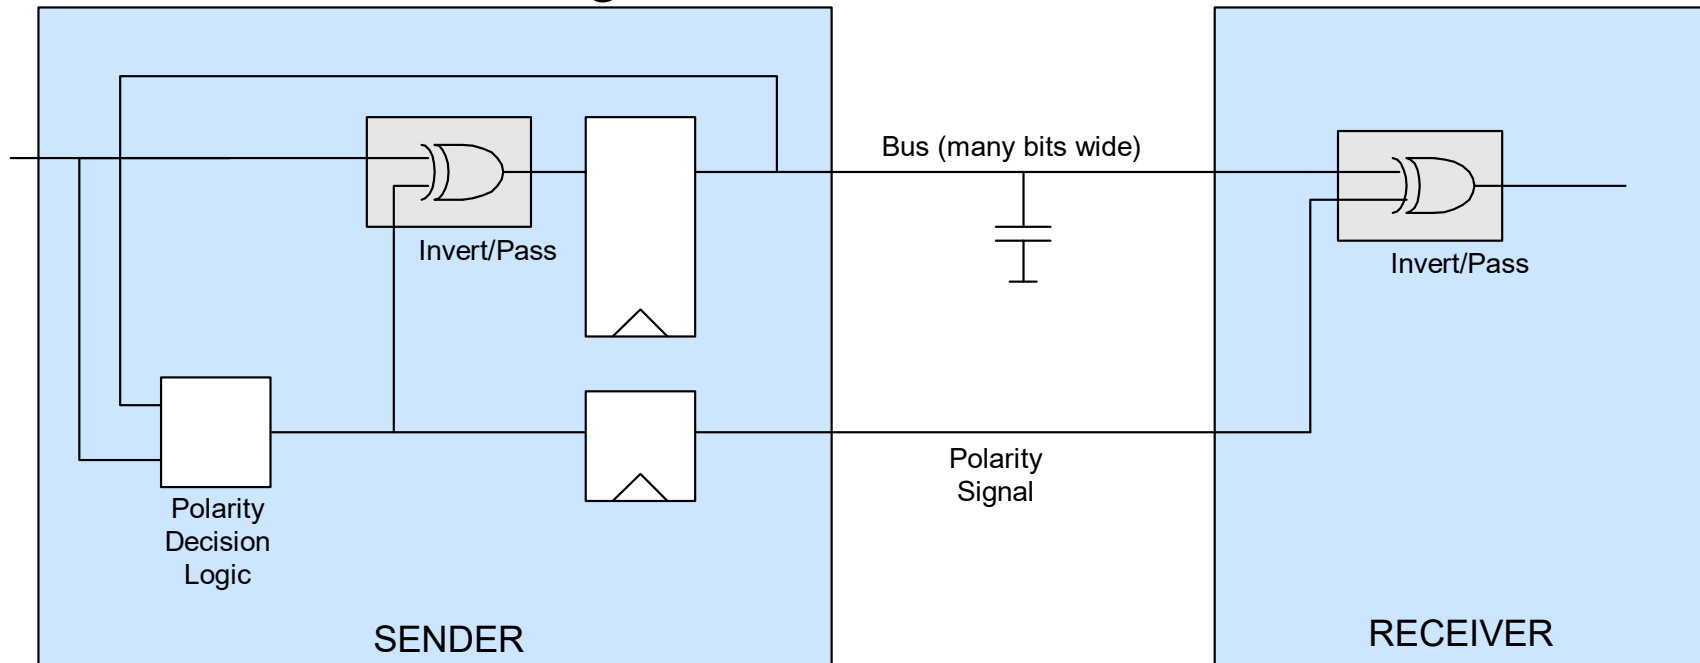 Bus (many bits wide)
Invert/Pass
Invert/Pass
Polarity
Signal
Polarity
Decision
Logic
SENDER
RECEIVER